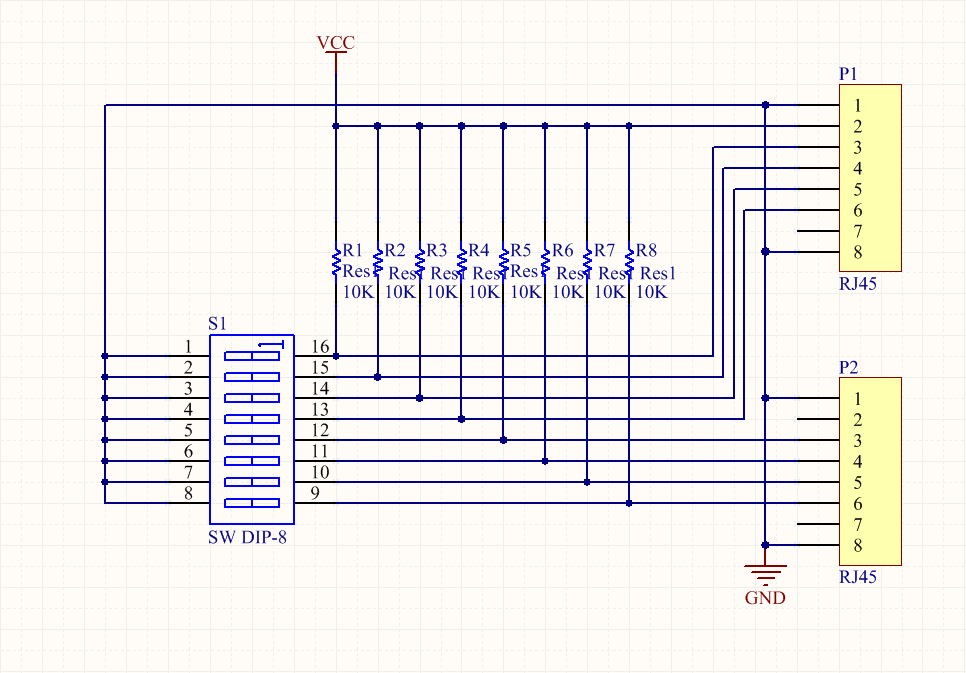 VCC
P1
1
2
3
4
5
6
7
8
RJ45
R1 R2 R3 R4 R5 R6 R7 R8
Res1 Res1 Res1 Res1 Res1 Res1 Res1 Res1
10K 10K 10K 10K 10K 10K 10K 10K
S1
1 16
2 15
3 14
4 13
5 12
6 11
7 10
8 9
SW DIP-8
P2
1
2
3
4
5
6
7
8
RJ45
GND